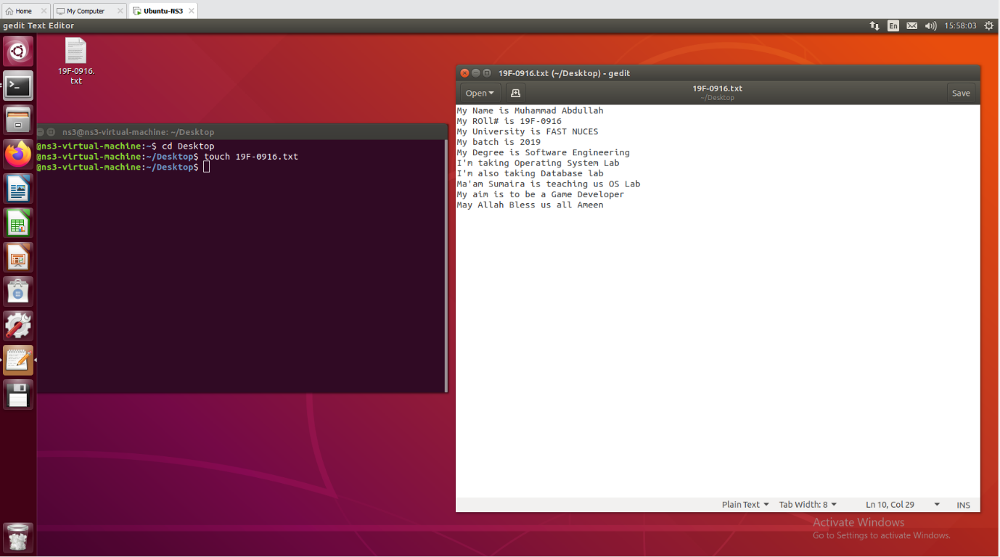 Home
My Computer
Ubuntu-NS3
gedit Text Editor
En
15:58:03
19F-0916.
txt
ns3@ns3-virtual-machine: ~/Desktop
@ns3-virtual-machine:~$ cd Desktop
@ns3-virtual-machine:~/Desktop$ touch 19F-0916.txt
@ns3-virtual-machine:~/Desktop$
19F-0916.txt (~/Desktop) - gedit
Open
19F-0916.txt
~/Desktop
Save
My Name is Muhammad Abdullah
My ROll# is 19F-0916
My University is FAST NUCES
My batch is 2019
My Degree is Software Engineering
I'm taking Operating System Lab
I'm also taking Database lab
Ma'am Sumaira is teaching us OS Lab
My aim is to be a Game Developer
May Allah Bless us all Ameen
Plain Text
Tab Width: 8
Ln 10, Col 29
INS
Activate Windows
Go to Settings to activate Windows.